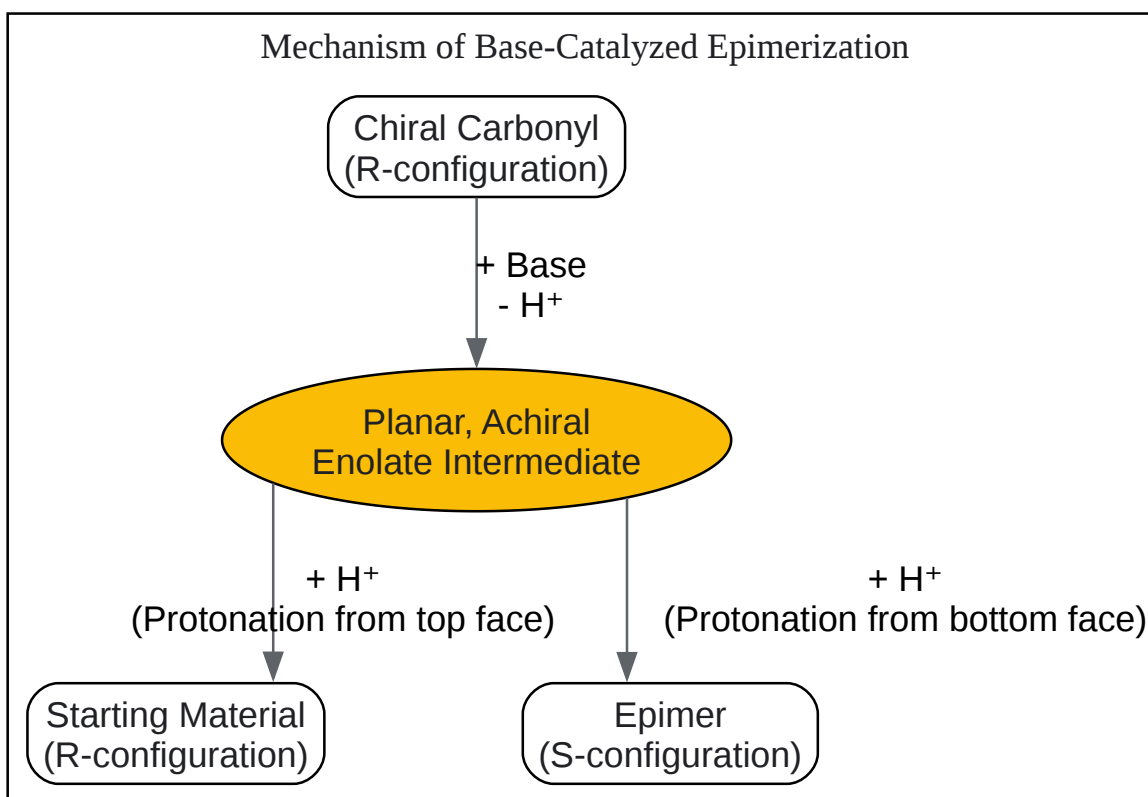 Mechanism of Base-Catalyzed Epimerization
Chiral Carbonyl
(R-configuration)
+ Base
- H⁺
Planar, Achiral
Enolate Intermediate
+ H⁺
(Protonation from top face)
+ H⁺
(Protonation from bottom face)
Starting Material
(R-configuration)
Epimer
(S-configuration)